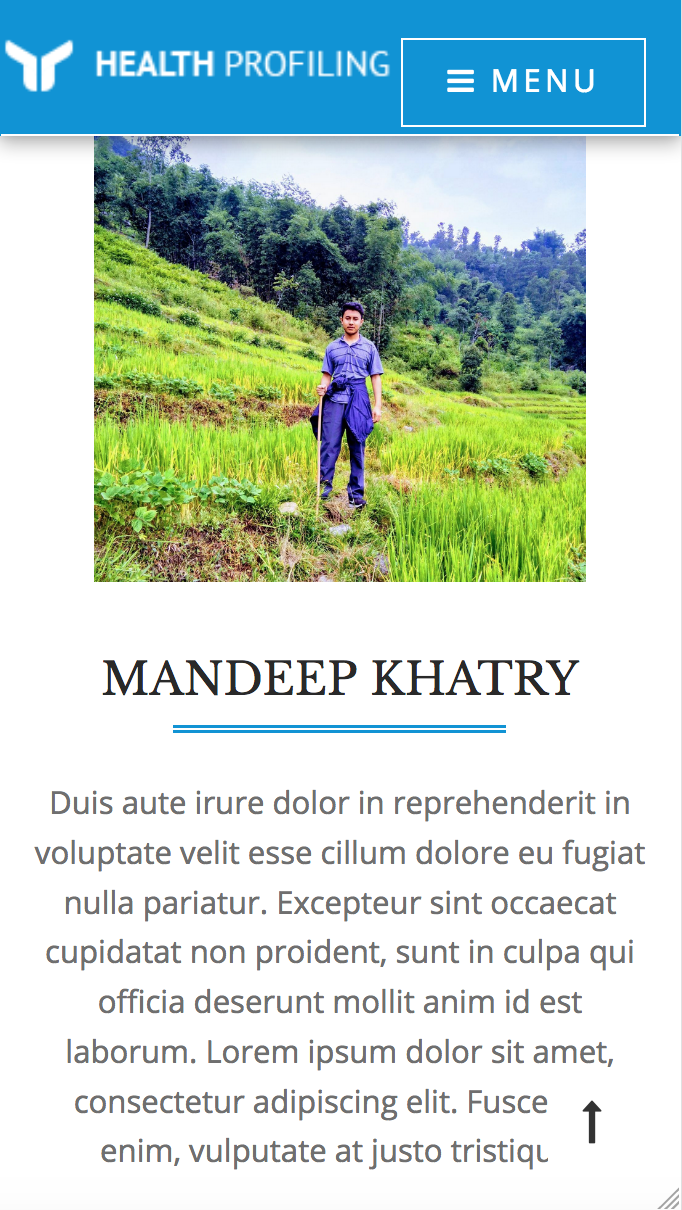 HEALTH PROFILING
MENU
MANDEEP KHATRY
Duis aute irure dolor in reprehenderit in
voluptate velit esse cillum dolore eu fugiat
nulla pariatur. Excepteur sint occaecat
cupidatat non proident, sunt in culpa qui
officia deserunt mollit anim id est
laborum. Lorem ipsum dolor sit amet,
consectetur adipiscing elit. Fusce
enim, vulputate at justo